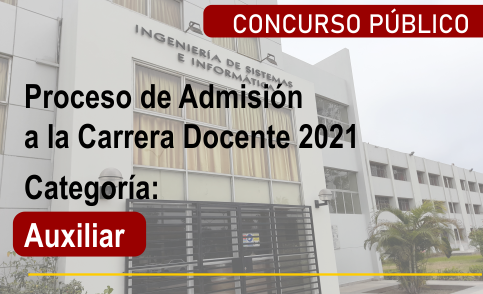 CONCURSO PÚBLICO
INGENIERÍA DE SISTEMAS
E INFORMÁTICA
Proceso de Admisión
a la Carrera Docente 2021
Categoría:
Auxiliar